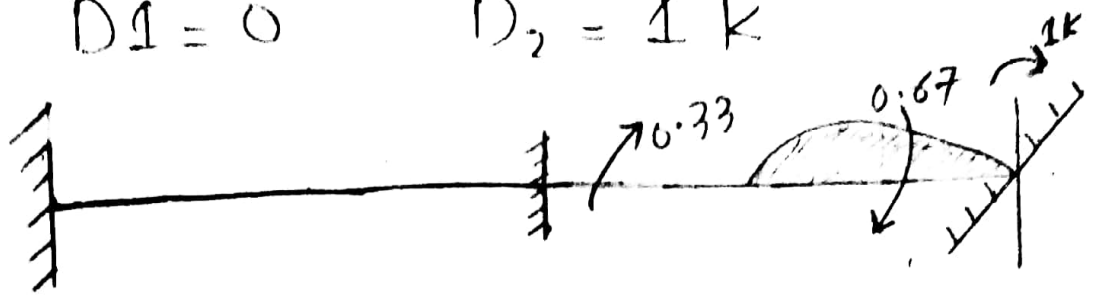 D1 = 0 D₂ = 1 K
1K
0.67
0.33